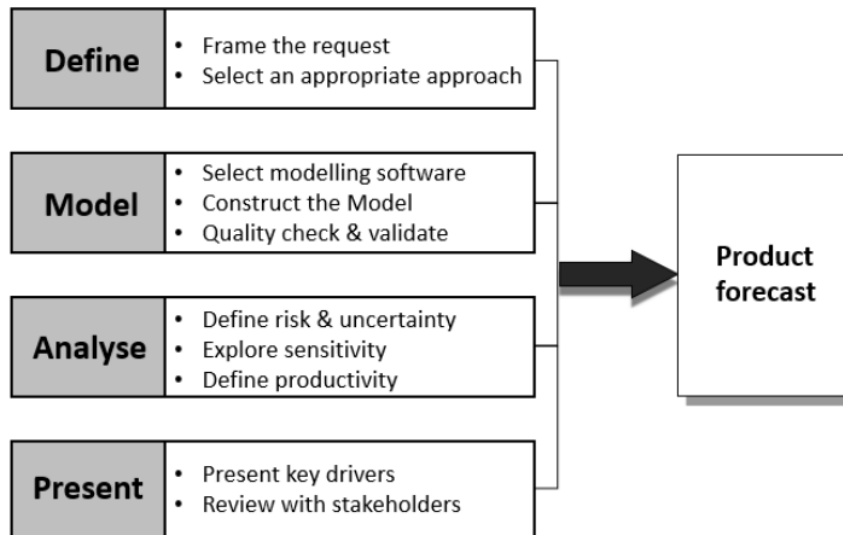 Define
• Frame the request
• Select an appropriate approach
Model
• Select modelling software
• Construct the Model
• Quality check & validate
Analyse
• Define risk & uncertainty
• Explore sensitivity
• Define productivity
Present
• Present key drivers
• Review with stakeholders
Product
forecast